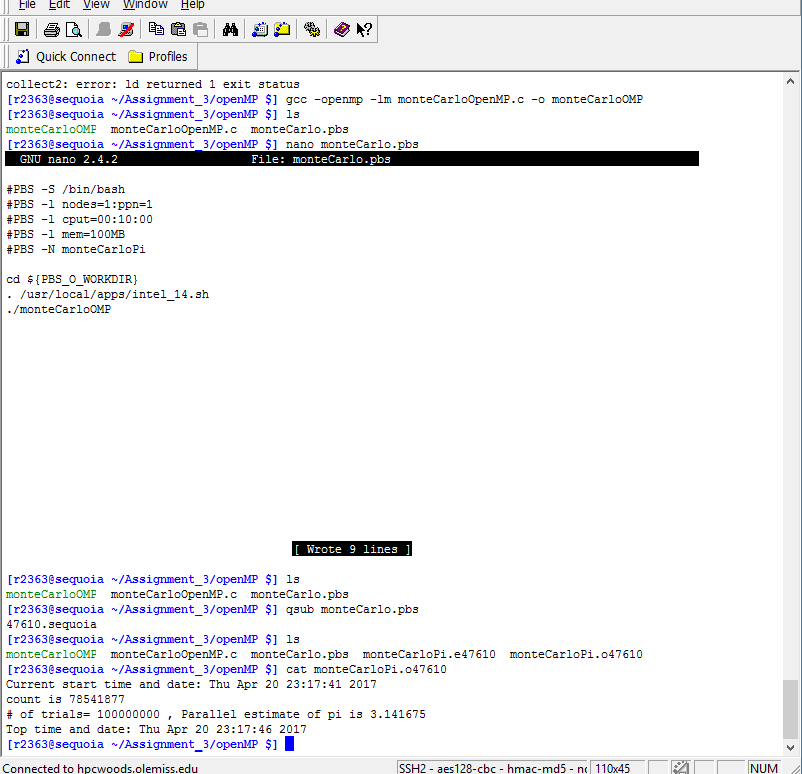 File Edit View Window Help
Quick Connect Profiles
collect2: error: ld returned 1 exit status
[r2363@sequoia ~/Assignment_3/openMP $] gcc -openmp -lm monteCarloOpenMP.c -o monteCarloOMP
[r2363@sequoia ~/Assignment_3/openMP $] ls
monteCarloOMP monteCarloOpenMP.c monteCarlo.pbs
[r2363@sequoia ~/Assignment_3/openMP $] nano monteCarlo.pbs
GNU nano 2.4.2 File: monteCarlo.pbs
#PBS -S /bin/bash
#PBS -l nodes=1:ppn=1
#PBS -l cput=00:10:00
#PBS -l mem=100MB
#PBS -N monteCarloPi
cd ${PBS_O_WORKDIR}
. /usr/local/apps/intel_14.sh
./monteCarloOMP
[ Wrote 9 lines ]
[r2363@sequoia ~/Assignment_3/openMP $] ls
monteCarloOMP monteCarloOpenMP.c monteCarlo.pbs
[r2363@sequoia ~/Assignment_3/openMP $] qsub monteCarlo.pbs
47610.sequoia
[r2363@sequoia ~/Assignment_3/openMP $] ls
monteCarloOMP monteCarloOpenMP.c monteCarlo.pbs monteCarloPi.e47610 monteCarloPi.o47610
[r2363@sequoia ~/Assignment_3/openMP $] cat monteCarloPi.o47610
Current start time and date: Thu Apr 20 23:17:41 2017
count is 78541877
# of trials= 100000000 , Parallel estimate of pi is 3.141675
Top time and date: Thu Apr 20 23:17:46 2017
[r2363@sequoia ~/Assignment_3/openMP $]
Connected to hpcwoods.olemiss.edu SSH2 - aes128-cbc - hmac-md5 - nc 110x45 NUM